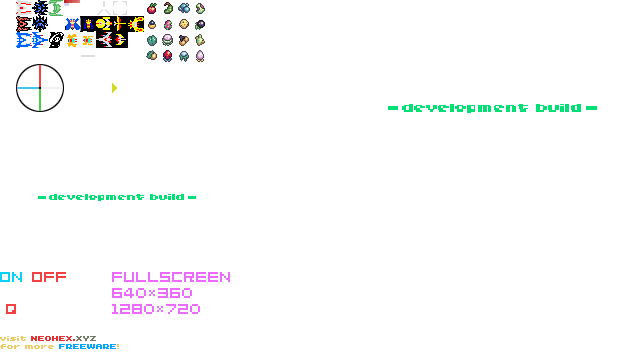 - development build -
- development build -
ON OFF FULLSCREEN
640×360
Q 1280×720
visit NEOHEX.XYZ
for more FREEWARE!